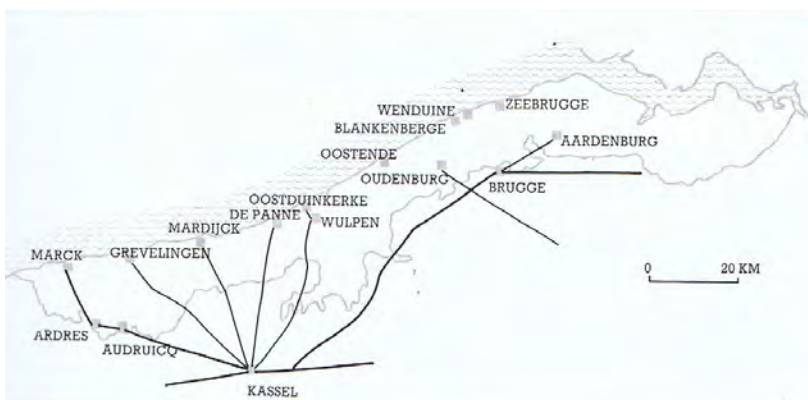 WENDUINE
ZEEBRUGGE
BLANKENBERGE
AARDENBURG
OOSTENDE
OUDENBURG
BRUGGE
OOSTDUINKERKE
DE PANNE
WULPEN
MARDIJCK
MARCK
GREVELINGEN
0 20 KM
ARDRES
AUDRUICQ
KASSEL